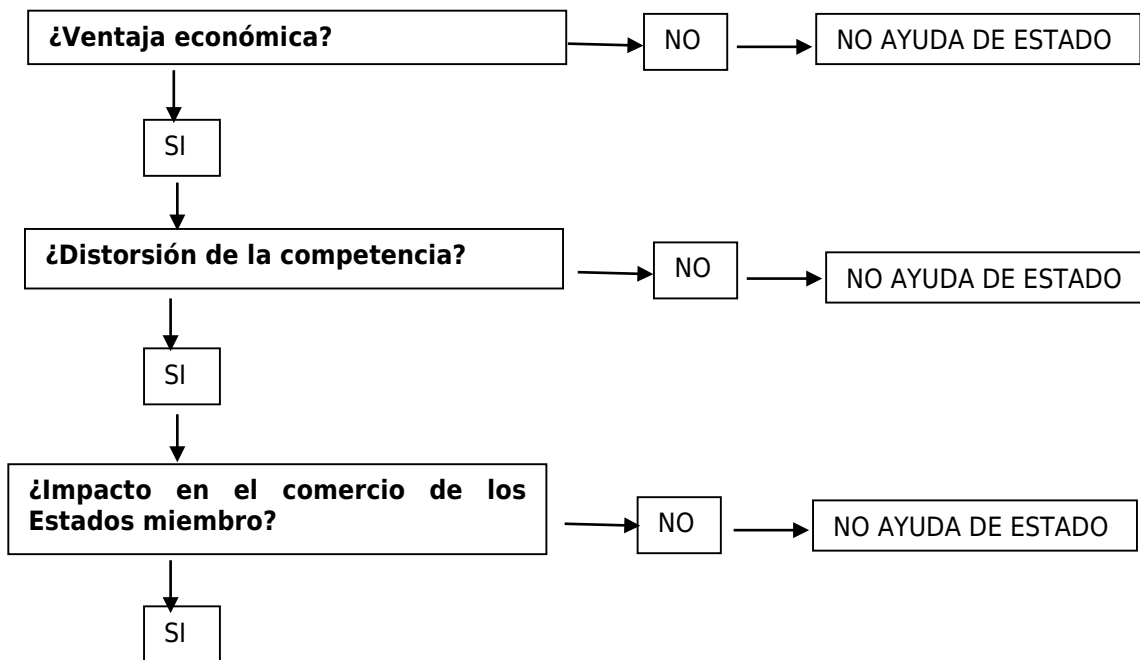 ¿Ventaja económica?
NO
NO AYUDA DE ESTADO
SI
¿Distorsión de la competencia?
NO
NO AYUDA DE ESTADO
SI
¿Impacto en el comercio de los
Estados miembro?
NO
NO AYUDA DE ESTADO
SI